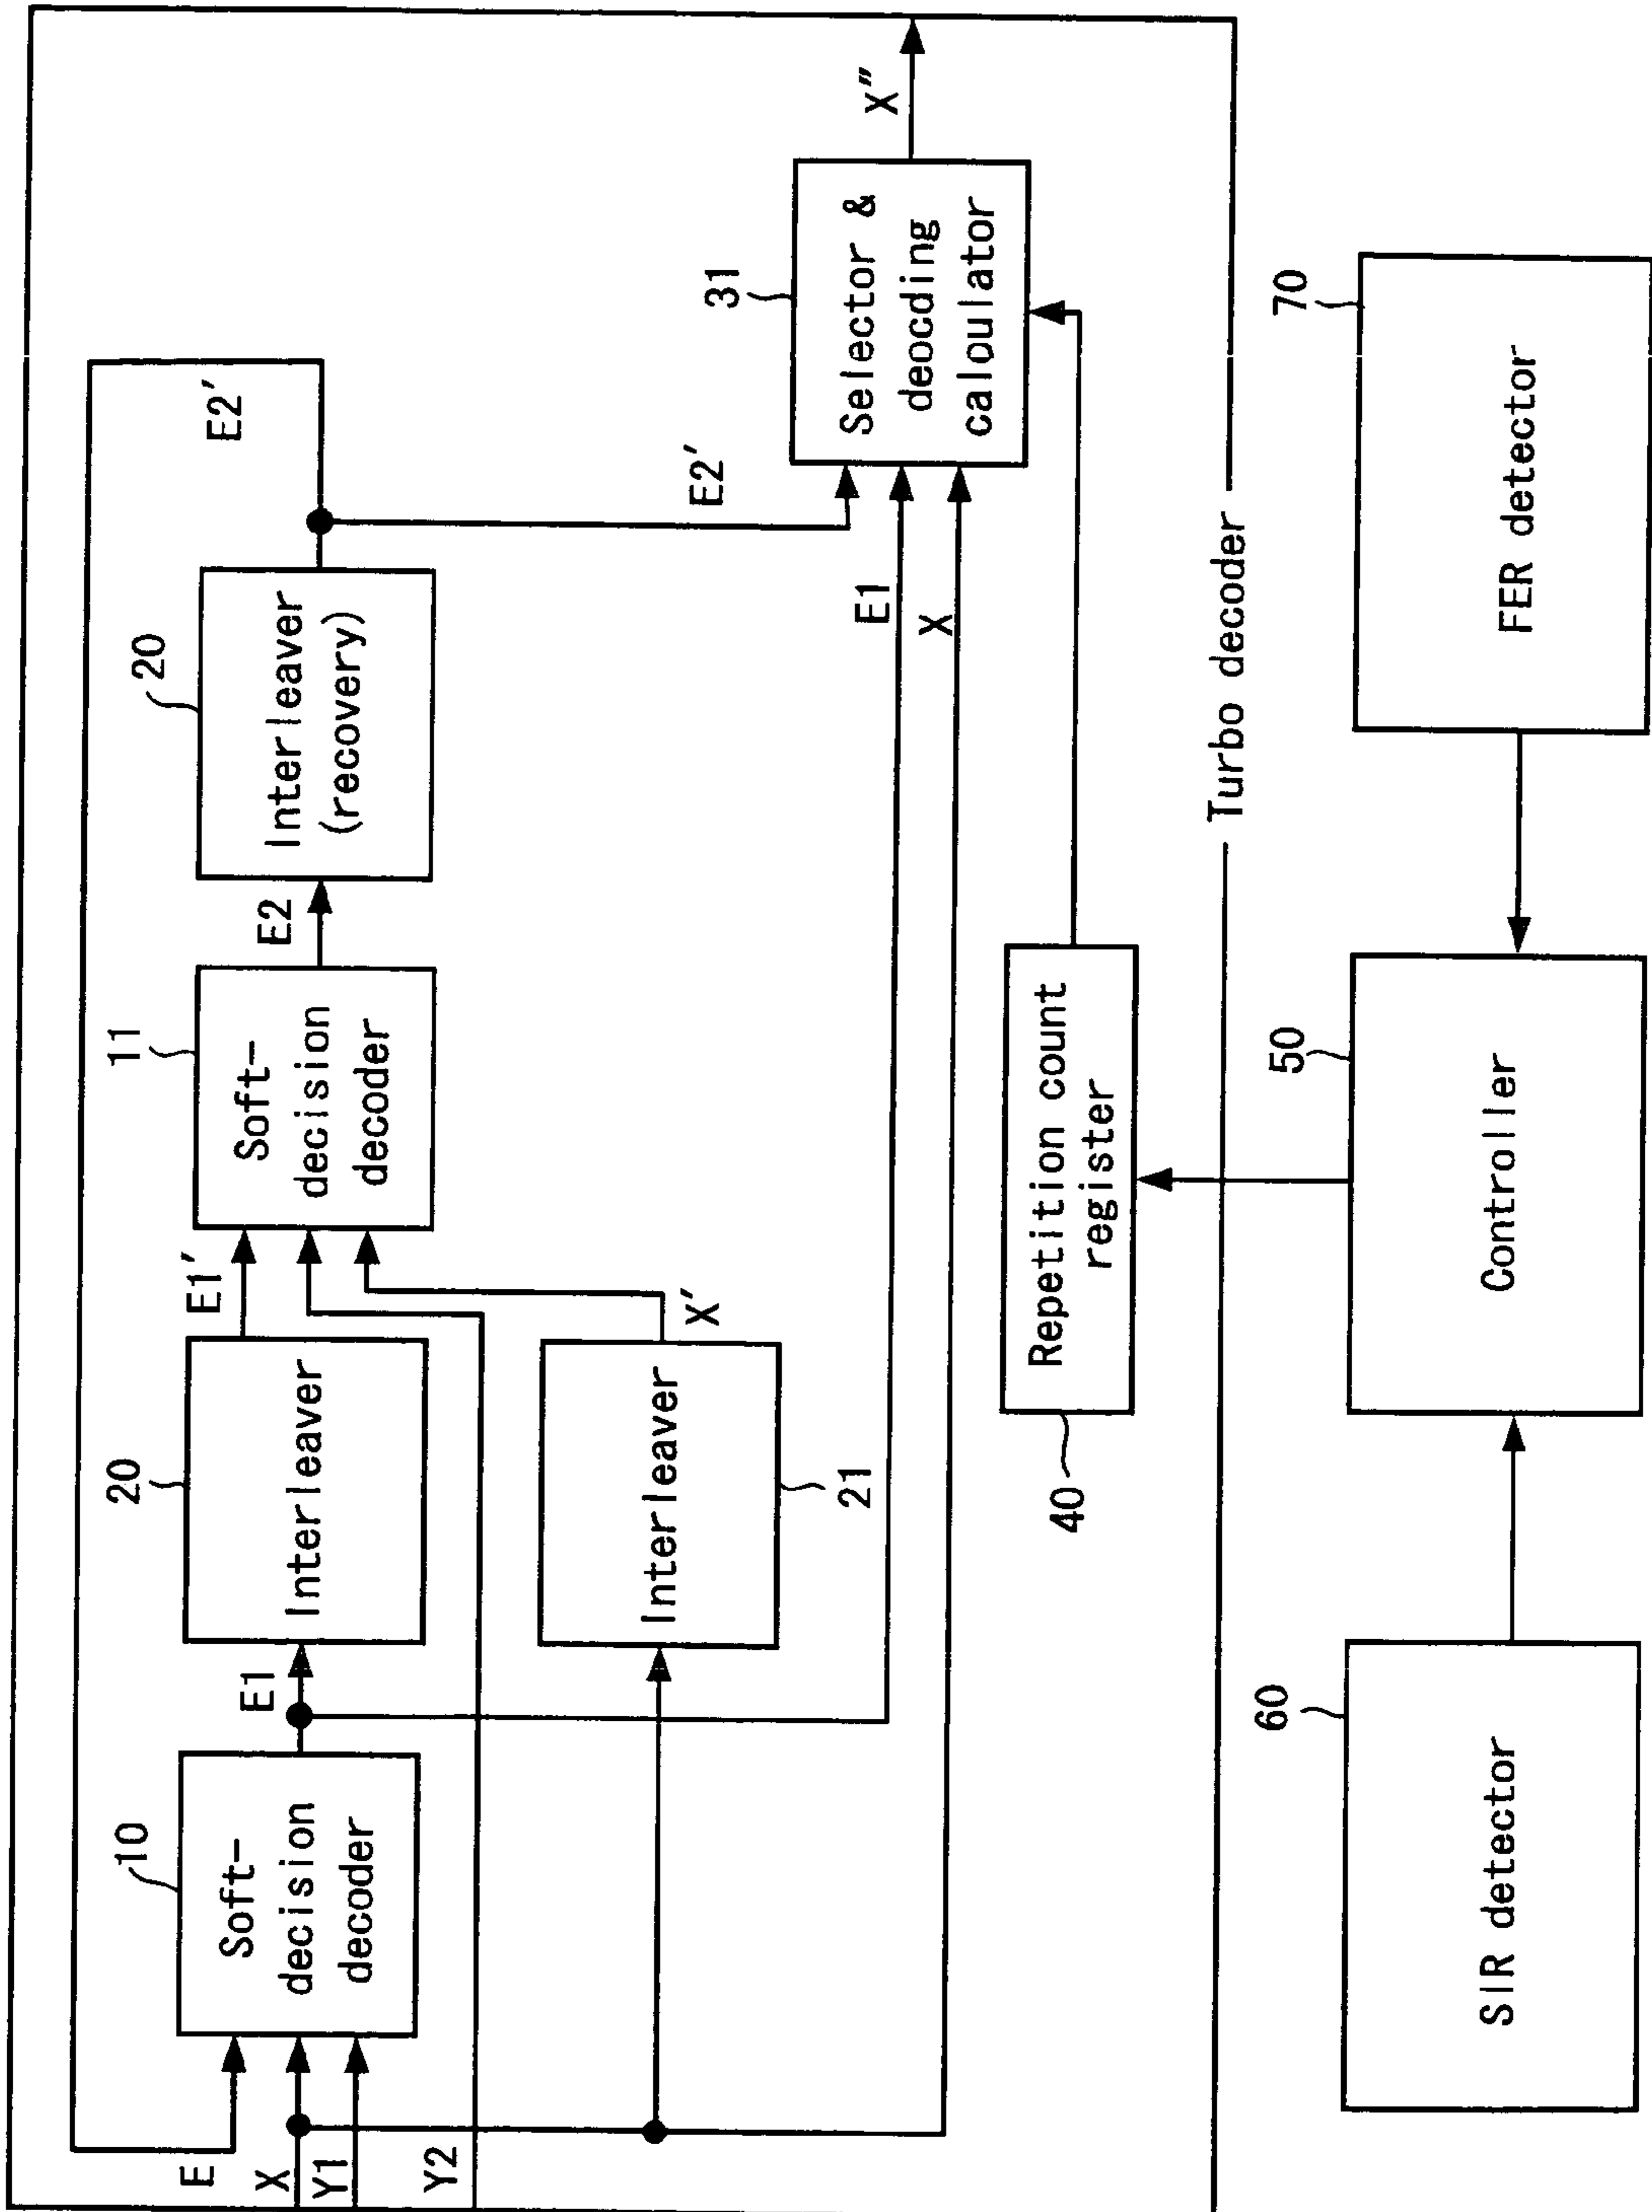 E
X
Y1
Y2
10
Soft-
decision
decoder
E1
20
Interleaver
E1′
Interleaver
21
X′
11
Soft-
decision
decoder
E2
20
Interleaver
(recovery)
E2′
E2′
E1
X
31
Selector &
deocding
caloulator
X″
40
Repetition count
register
Turbo decoder
60
SIR detector
50
Controller
70
FER detector